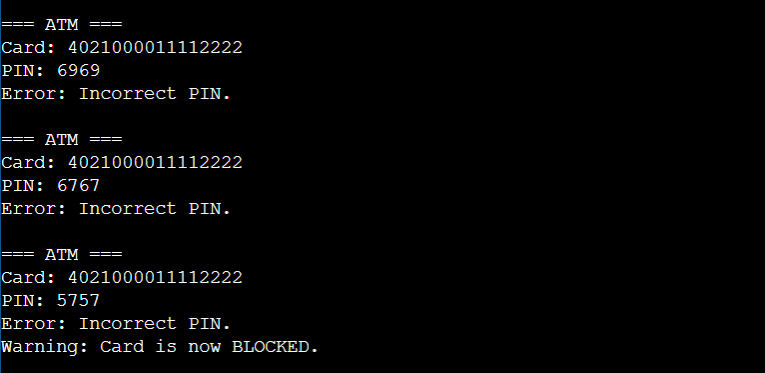 === ATM ===
Card: 4021000011112222
PIN: 6969
Error: Incorrect PIN.
=== ATM ===
Card: 4021000011112222
PIN: 6767
Error: Incorrect PIN.
=== ATM ===
Card: 4021000011112222
PIN: 5757
Error: Incorrect PIN.
Warning: Card is now BLOCKED.